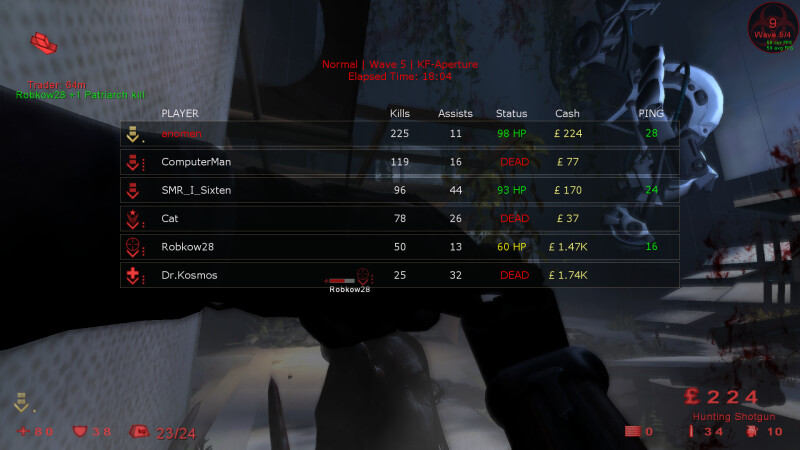 9
Wave 5/4
Normal | Wave 5 | KF-Aperture
Elapsed Time: 18:04
Robkow28 +1 Patriarch kill
PLAYER Kills Assists Status Cash PING
225 11 98 HP £ 224 28
ComputerMan 119 16 DEAD £ 77
SMR_I_Sixten 96 44 93 HP £ 170 24
Cat 78 26 DEAD £ 37
Robkow28 50 13 60 HP £ 1.47K 16
Dr.Kosmos 25 32 DEAD £ 1.74K
Robkow28
£ 224
Hunting Shotgun
38 23/24 0 34 10